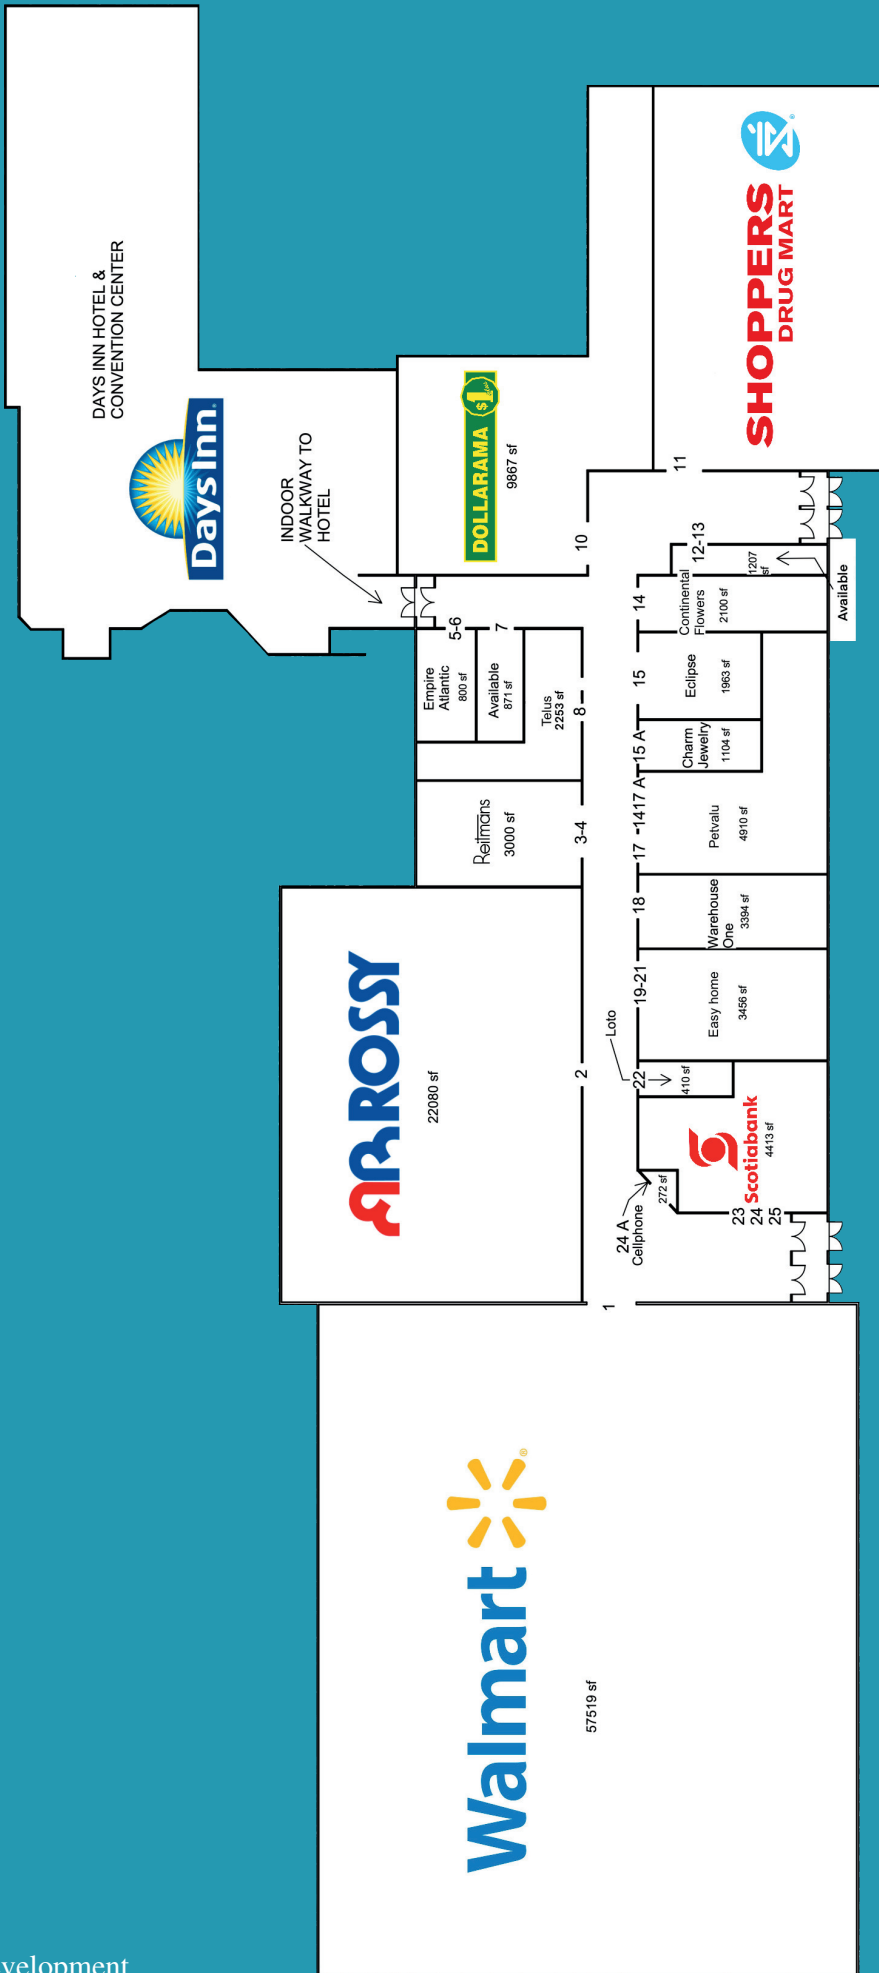 DAYS INN HOTEL &
CONVENTION CENTER
Days Inn®
INDOOR
WALKWAY TO
HOTEL
DOLLARAMA $1 plus
9867 sf
SHOPPERS
DRUG MART
®
10
11
12-13
1207
sf
Available
Continental
Flowers
2100 sf
14
5-6
7
Empire
Atlantic
800 sf
Available
871 sf
Telus
2253 sf
8
Eclipse
1963 sf
15
Charm
Jewelry
1104 sf
15 A
Reitmans
3000 sf
3-4
17 -1417 A
Petvalu
4910 sf
18
Warehouse
One
3394 sf
19-21
Easy home
3456 sf
ROSSY
22080 sf
2
Loto
22
410 sf
Scotiabank
4413 sf
272 sf
24 A
Cellphone
23
24
25
1
Walmart
®
57519 sf
velopment